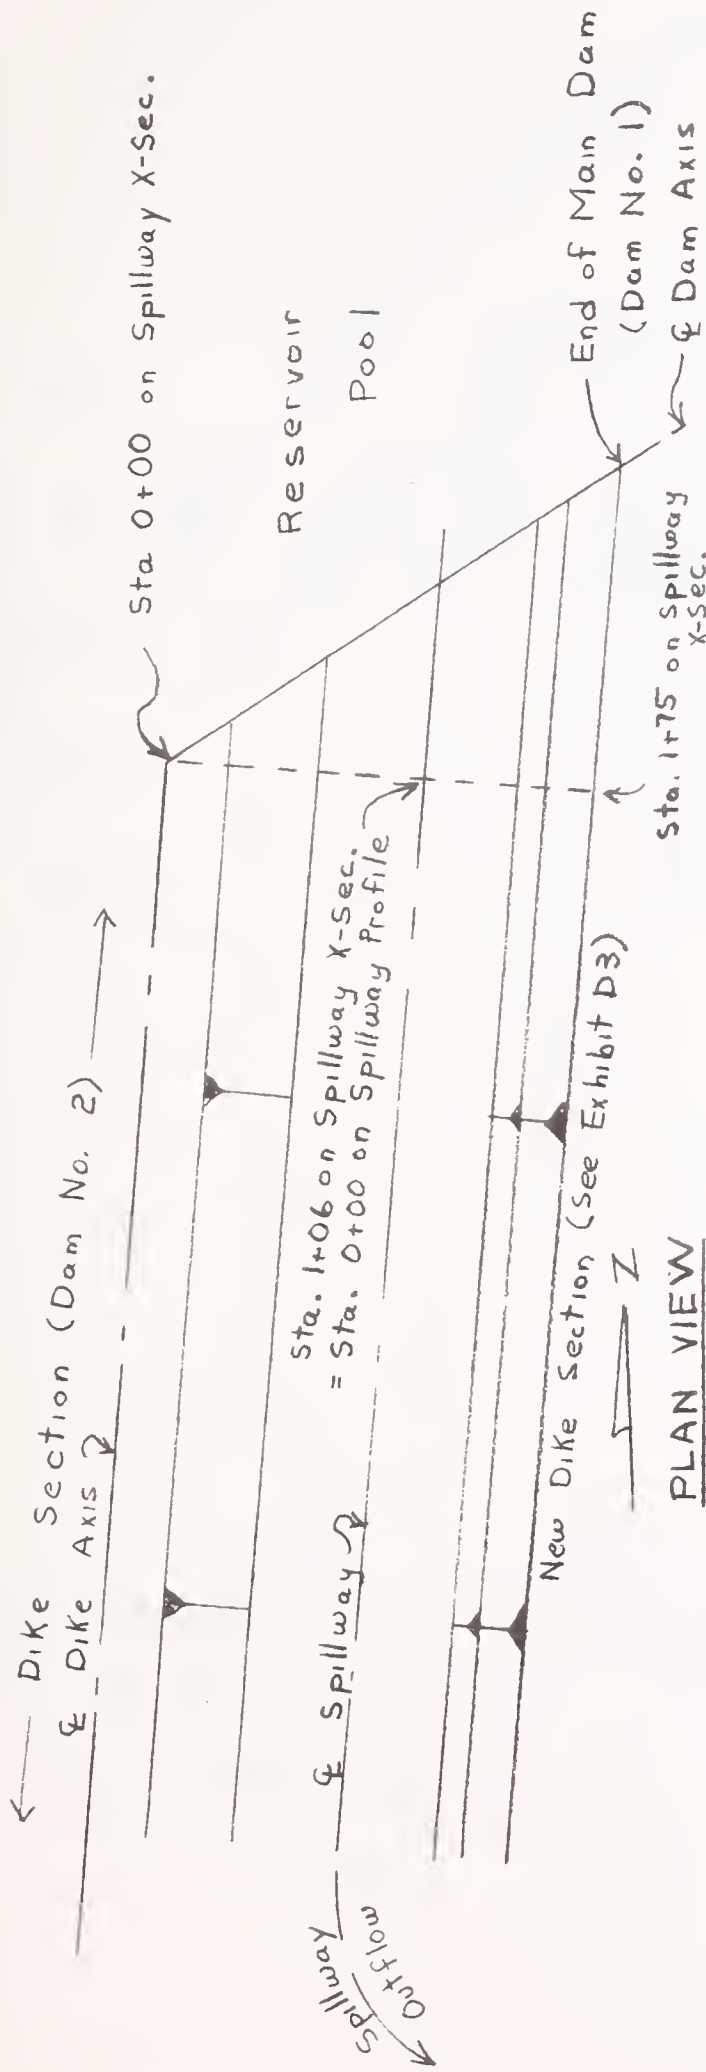 ← Dike Section (Dam No. 2) →
℄ Dike Axis
Sta 0+00 on Spillway X-Sec.
Reservoir
Pool
Sta. 1+06 on Spillway X-Sec.
= Sta. 0+00 on Spillway Profile
℄ Spillway
Spillway
Outflow
End of Main Dam
(Dam No. 1)
℄ Dam Axis
Sta. 1+75 on Spillway
X-Sec.
New Dike Section (See Exhibit D3)
N
PLAN VIEW